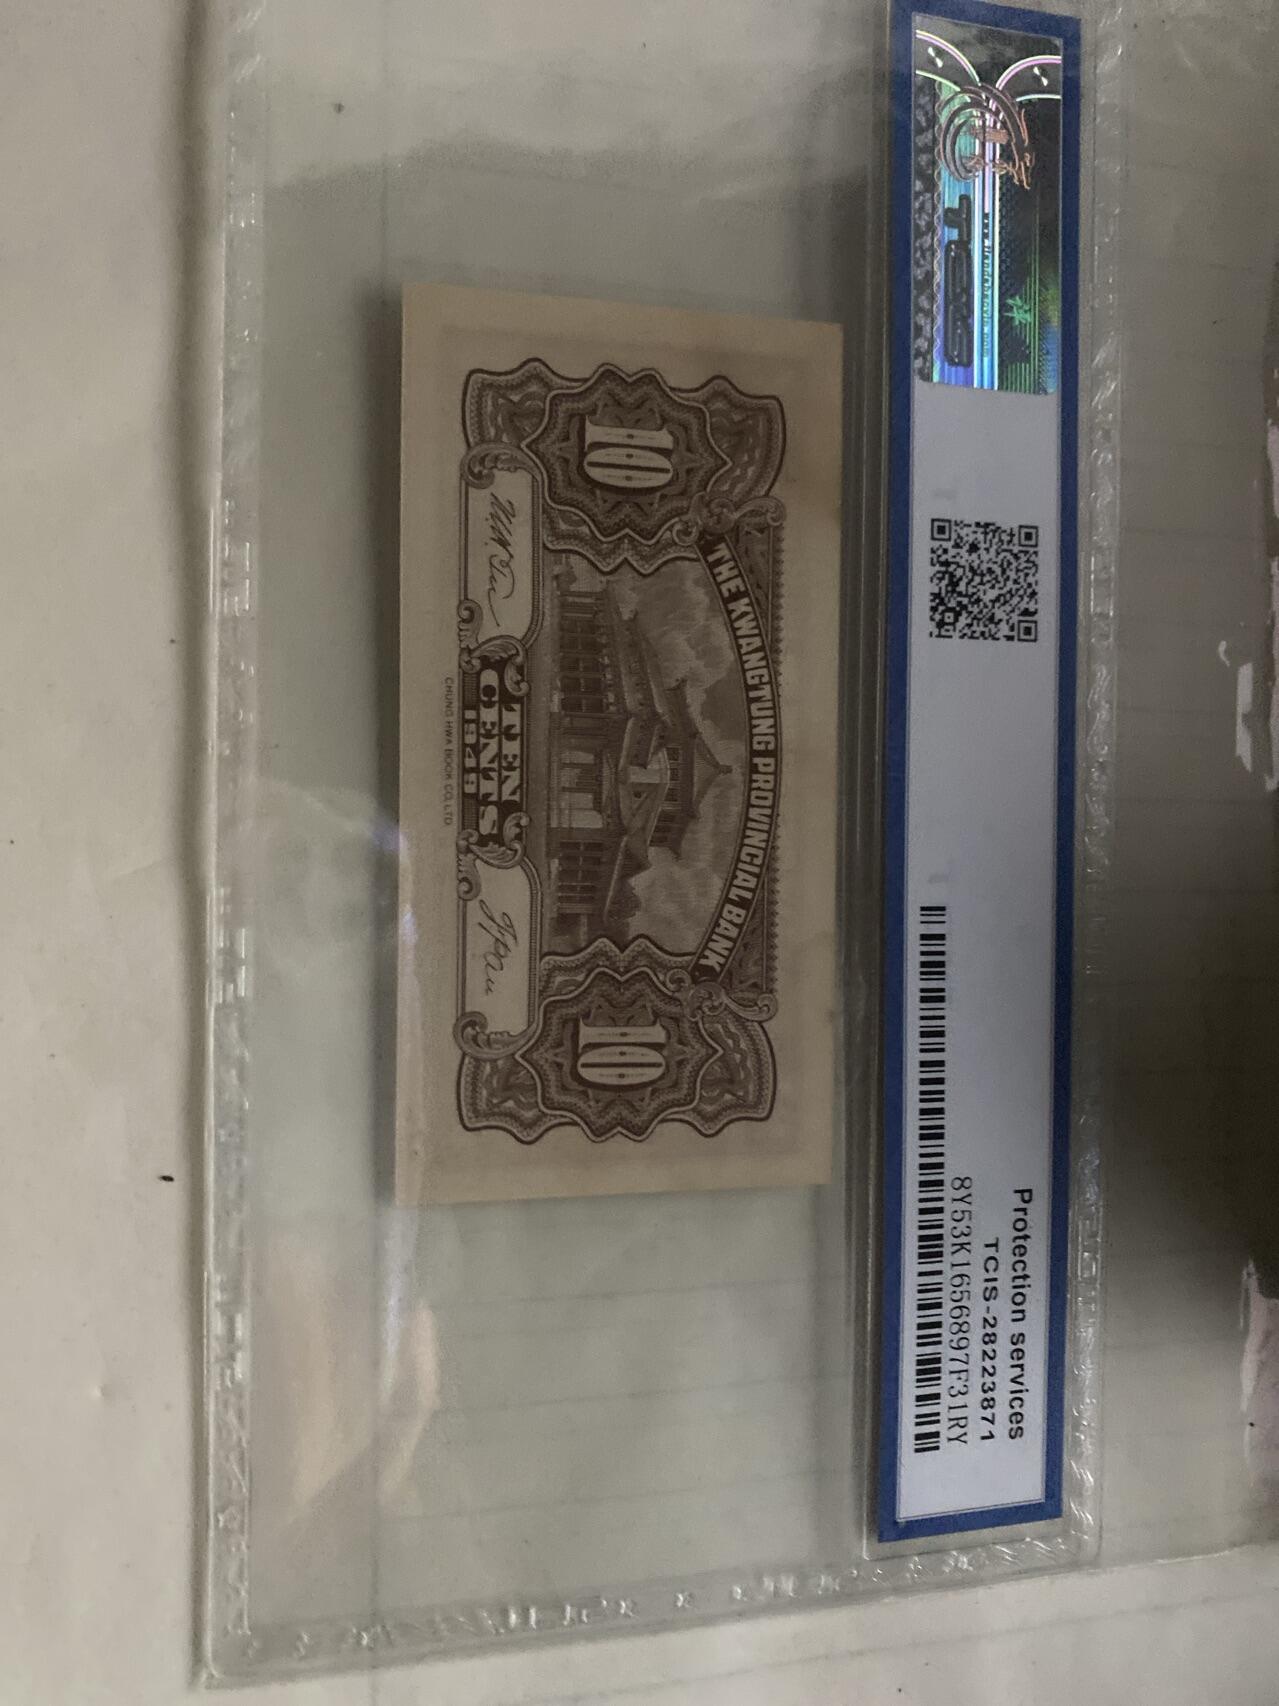 Protection services
TCIS-28223871
8Y53K1656897F31RY
THE KWANGTUNG PROVINCIAL BANK
10
10
TEN
CENTS
1949
CHUNG HWA BOOK CO, LTD.